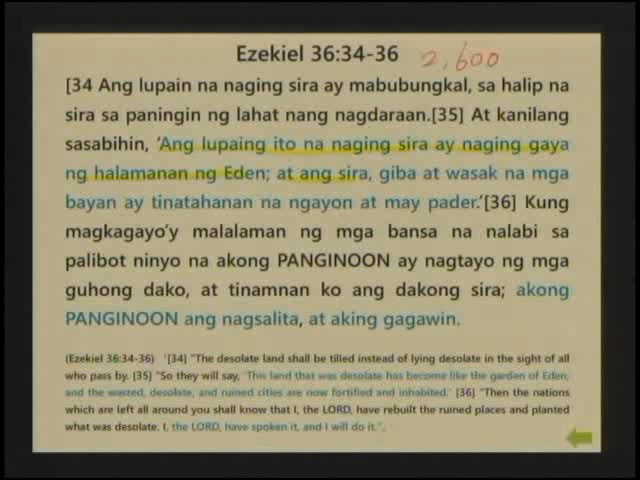 Ezekiel 36:34-36 2,600
[34 Ang lupain na naging sira ay mabubungkal, sa halip na
sira sa paningin ng lahat nang nagdaraan.[35] At kanilang
sasabihin, ‘Ang lupaing ito na naging sira ay naging gaya
ng halamanan ng Eden; at ang sira, giba at wasak na mga
bayan ay tinatahanan na ngayon at may pader.’[36] Kung
magkagayo’y malalaman ng mga bansa na nalabi sa
palibot ninyo na akong PANGINOON ay nagtayo ng mga
guhong dako, at tinamnan ko ang dakong sira; akong
PANGINOON ang nagsalita, at aking gagawin.
(Ezekiel 36:34-36) ‘[34] "The desolate land shall be tilled instead of lying desolate in the sight of all
who pass by. [35] "So they will say, ‘This land that was desolate has become like the garden of Eden;
and the wasted, desolate, and ruined cities are now fortified and inhabited.’ [36] "Then the nations
which are left all around you shall know that I, the LORD, have rebuilt the ruined places and planted
what was desolate. I, the LORD, have spoken it, and I will do it.".